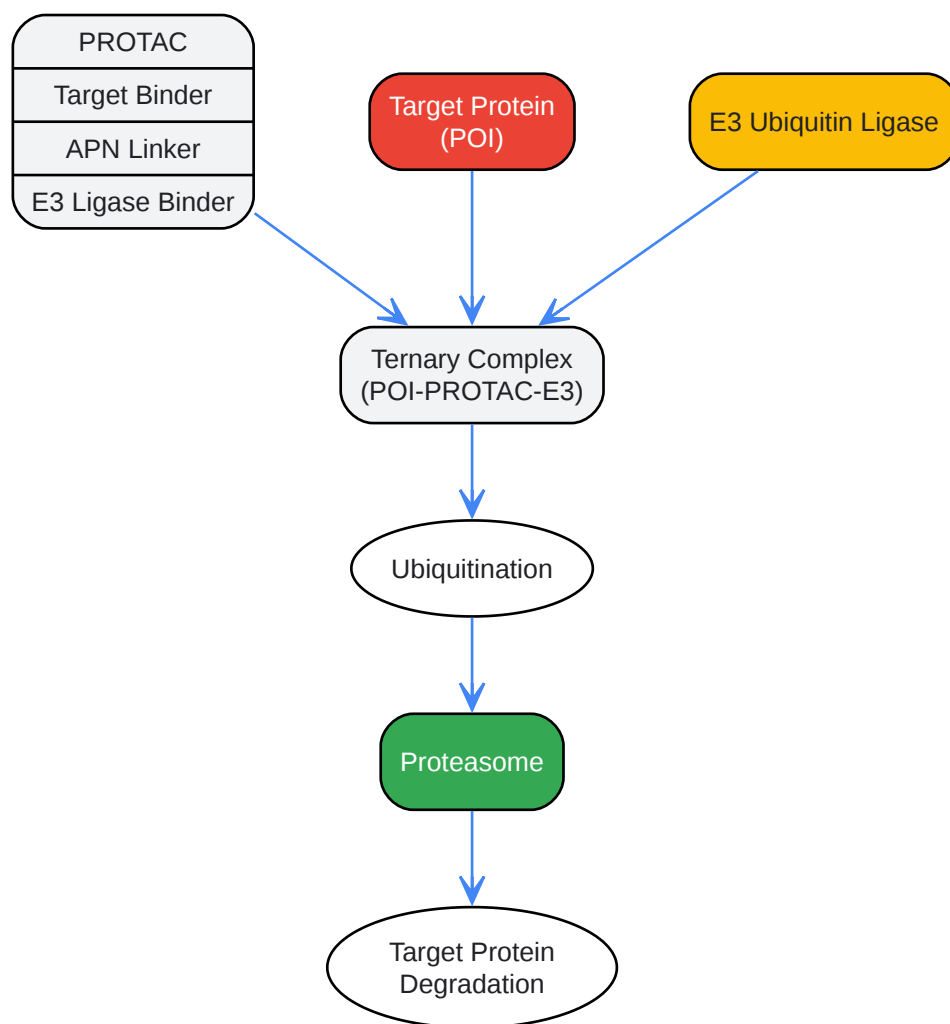 PROTAC
Target Binder
APN Linker
E3 Ligase Binder
Target Protein
(POI)
E3 Ubiquitin Ligase
Ternary Complex
(POI-PROTAC-E3)
Ubiquitination
Proteasome
Target Protein
Degradation